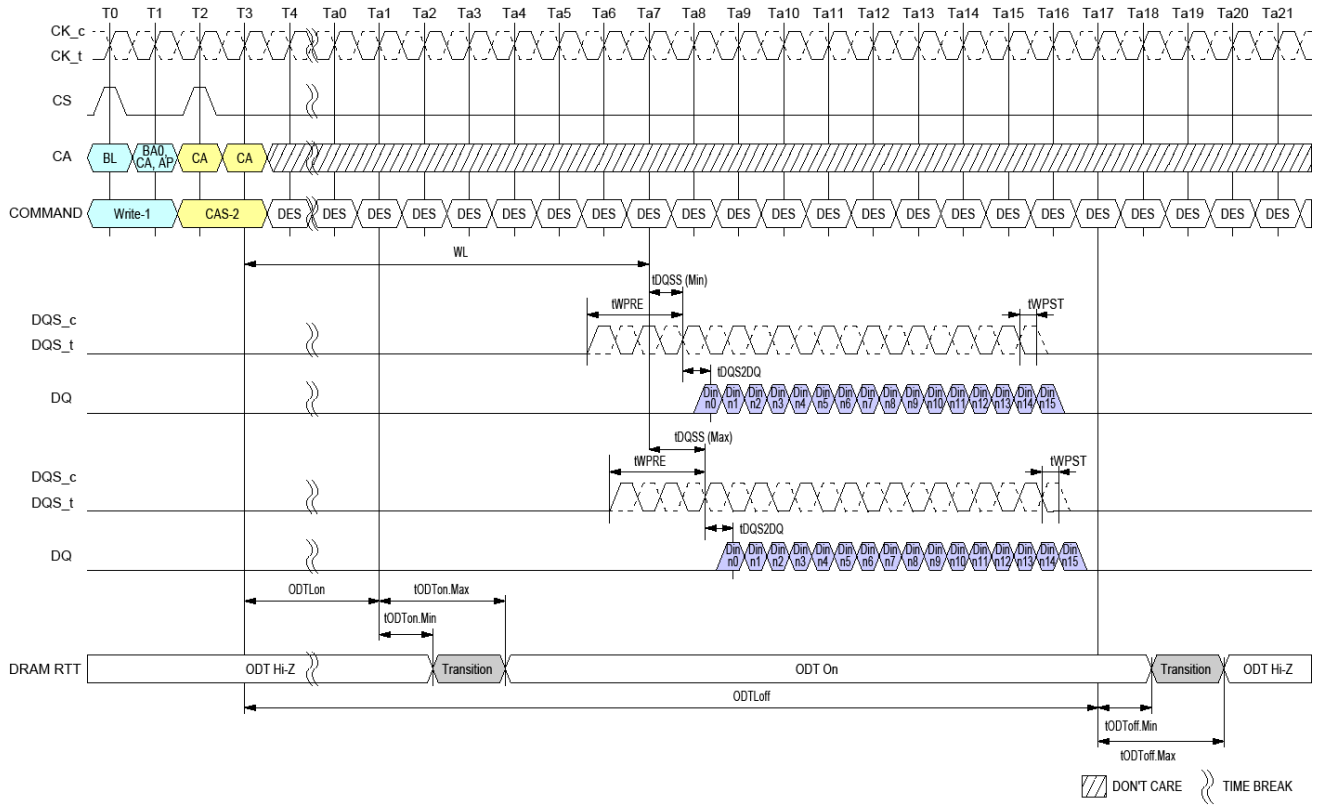 T0 T1 T2 T3 T4 Ta0 Ta1 Ta2 Ta3 Ta4 Ta5 Ta6 Ta7 Ta8 Ta9 Ta10 Ta11 Ta12 Ta13 Ta14 Ta15 Ta16 Ta17 Ta18 Ta19 Ta20 Ta21
CK_c
CK_t
CS
CA BL BA0, CA, AP CA CA
COMMAND Write-1 CAS-2 DES DES DES DES DES DES DES DES DES DES DES DES DES DES DES DES DES DES DES DES DES DES DES
WL
tDQSS (Min)
tWPRE tWPST
DQS_c
DQS_t
tDQS2DQ
DQ Din n0 Din n1 Din n2 Din n3 Din n4 Din n5 Din n6 Din n7 Din n8 Din n9 Din n10 Din n11 Din n12 Din n13 Din n14 Din n15
tDQSS (Max)
tWPRE tWPST
DQS_c
DQS_t
tDQS2DQ
DQ Din n0 Din n1 Din n2 Din n3 Din n4 Din n5 Din n6 Din n7 Din n8 Din n9 Din n10 Din n11 Din n12 Din n13 Din n14 Din n15
ODTLon tODTon.Max
tODTon.Min
DRAM RTT ODT Hi-Z Transition ODT On Transition ODT Hi-Z
ODTLoff
tODToff.Min
tODToff.Max
DON'T CARE TIME BREAK